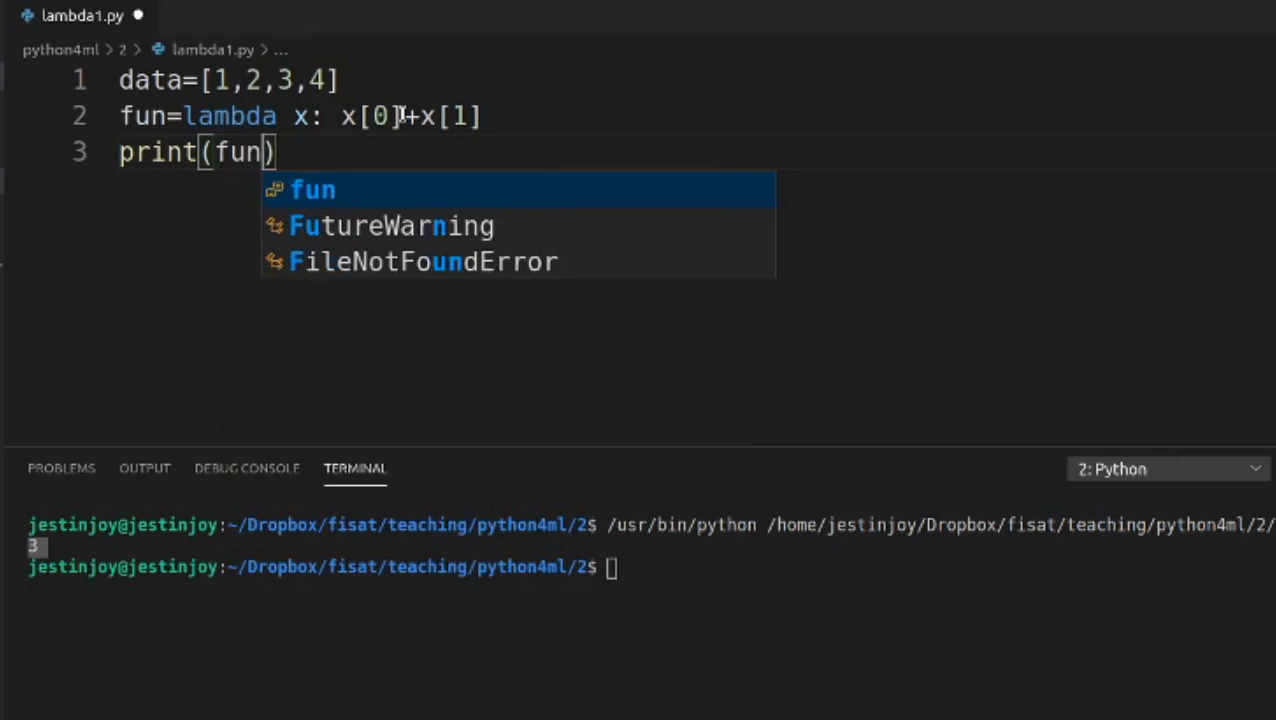 lambda1.py
python4ml > 2 > lambda1.py > ...
1 data=[1,2,3,4]
2 fun=lambda x: x[0]+x[1]
3 print(fun)
fun
FutureWarning
FileNotFoundError
PROBLEMS OUTPUT DEBUG CONSOLE TERMINAL 2: Python
jestinjoy@jestinjoy:~/Dropbox/fisat/teaching/python4ml/2$ /usr/bin/python /home/jestinjoy/Dropbox/fisat/teaching/python4ml/2/
3
jestinjoy@jestinjoy:~/Dropbox/fisat/teaching/python4ml/2$